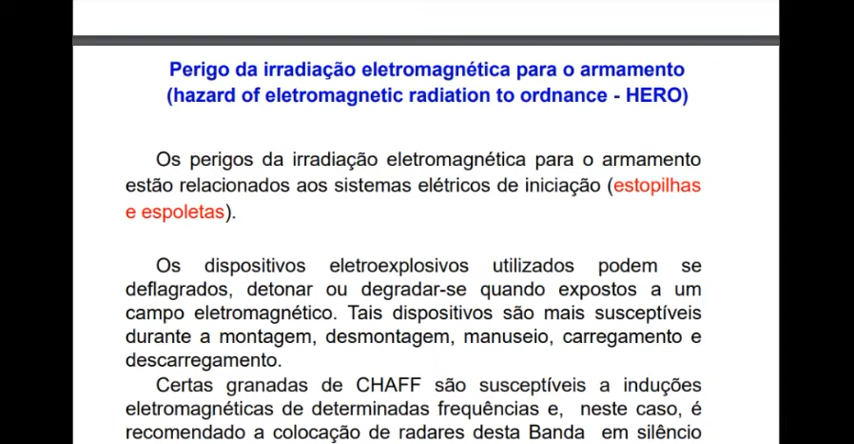 Perigo da irradiação eletromagnética para o armamento
(hazard of eletromagnetic radiation to ordnance - HERO)
Os perigos da irradiação eletromagnética para o armamento
estão relacionados aos sistemas elétricos de iniciação (estopilhas
e espoletas).
Os dispositivos eletroexplosivos utilizados podem se
deflagrados, detonar ou degradar-se quando expostos a um
campo eletromagnético. Tais dispositivos são mais susceptíveis
durante a montagem, desmontagem, manuseio, carregamento e
descarregamento.
Certas granadas de CHAFF são susceptíveis a induções
eletromagnéticas de determinadas frequências e, neste caso, é
recomendado a colocação de radares desta Banda em silêncio